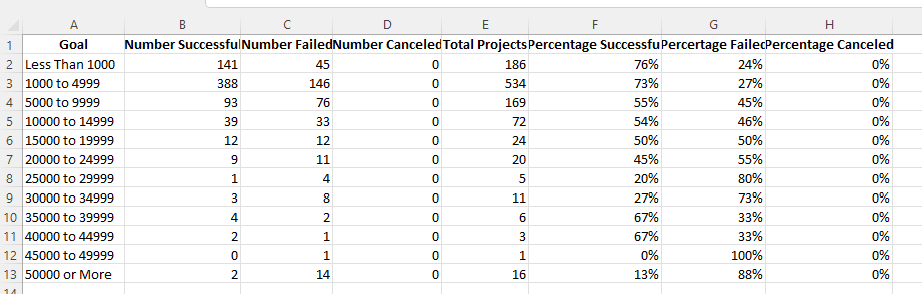 A B C D E F G H
1 Goal Number Successful Number Failed Number Canceled Total Projects Percentage Successfu Percertage Failec Percertage Canceled
2 Less Than 1000 141 45 0 186 76% 24% 0%
3 1000 to 4999 388 146 0 534 73% 27% 0%
4 5000 to 9999 93 76 0 169 55% 45% 0%
5 10000 to 14999 39 33 0 72 54% 46% 0%
6 15000 to 19999 12 12 0 24 50% 50% 0%
7 20000 to 24999 9 11 0 20 45% 55% 0%
8 25000 to 29999 1 4 0 5 20% 80% 0%
9 30000 to 34999 3 8 0 11 27% 73% 0%
10 35000 to 39999 4 2 0 6 67% 33% 0%
11 40000 to 44999 2 1 0 3 67% 33% 0%
12 45000 to 49999 0 1 0 1 0% 100% 0%
13 50000 or More 2 14 0 16 13% 88% 0%